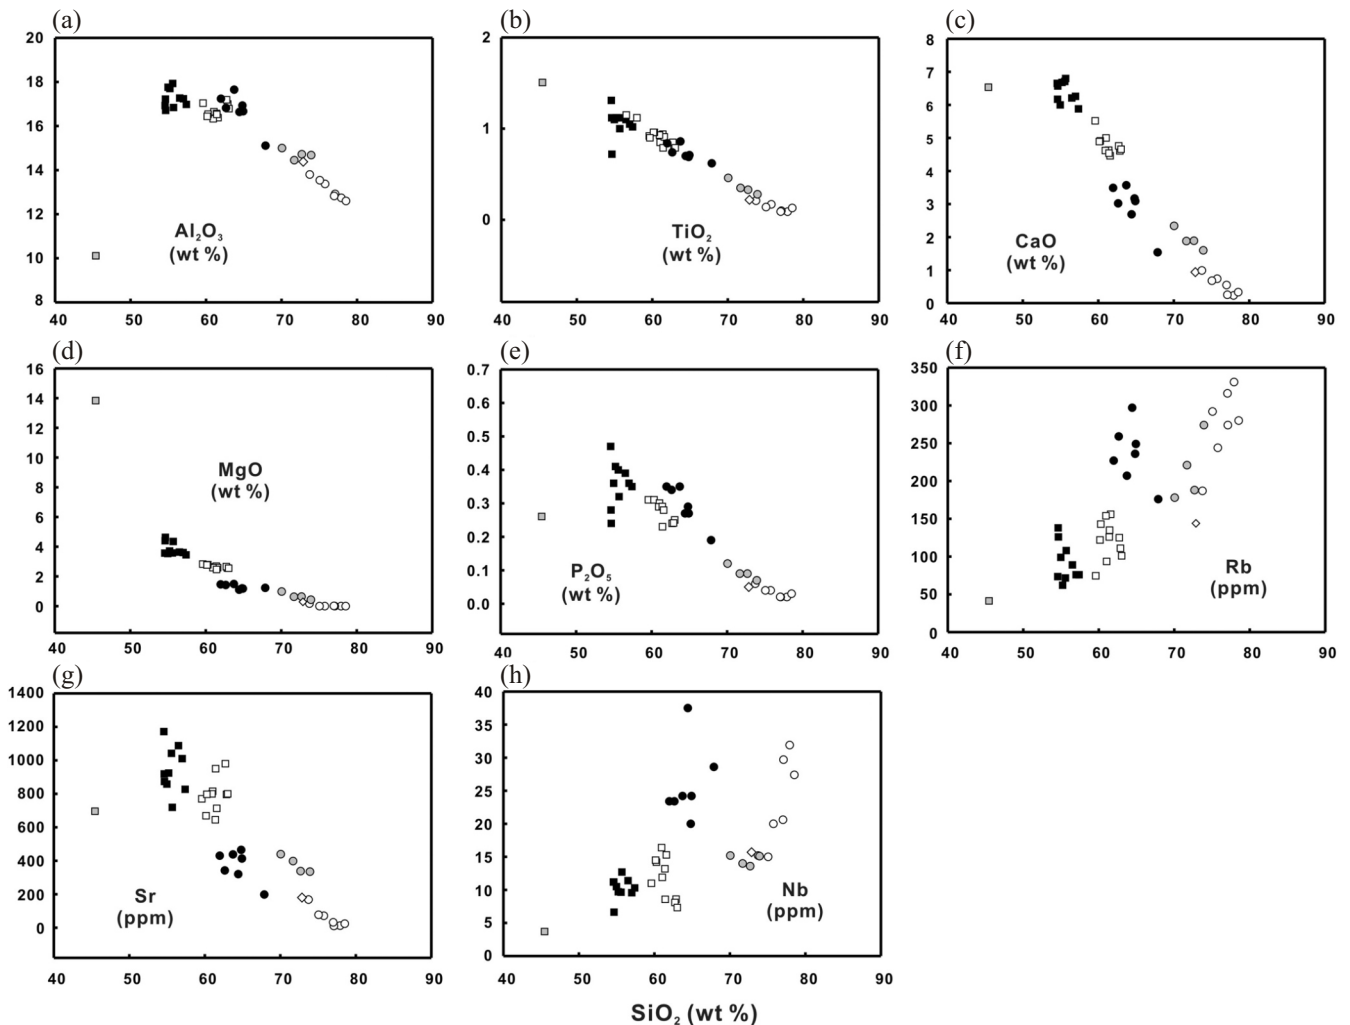 (a)
20
18
16
14
12
10
8
Al₂O₃
(wt %)
40 50 60 70 80 90
(b)
2
1
0
TiO₂
(wt %)
40 50 60 70 80 90
(c)
8
7
6
5
4
3
2
1
0
CaO
(wt %)
40 50 60 70 80 90
(d)
16
14
12
10
8
6
4
2
0
MgO
(wt %)
40 50 60 70 80 90
(e)
0.7
0.6
0.5
0.4
0.3
0.2
0.1
0.0
P₂O₅
(wt %)
40 50 60 70 80 90
(f)
350
300
250
200
150
100
50
0
Rb
(ppm)
40 50 60 70 80 90
(g)
1400
1200
1000
800
600
400
200
0
Sr
(ppm)
40 50 60 70 80 90
(h)
40
35
30
25
20
15
10
5
0
Nb
(ppm)
40 50 60 70 80 90
SiO₂ (wt %)